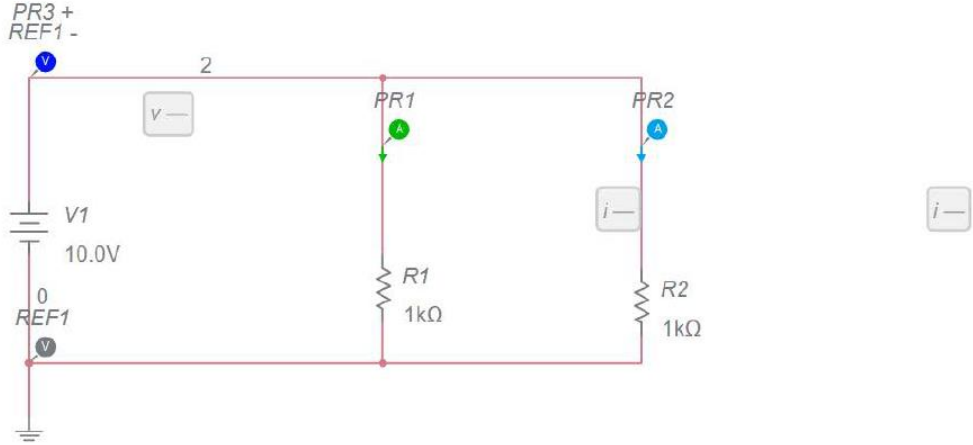 PR3 +
REF1 -
V
2
PR1
PR2
A
A
V —
i —
i —
V1
10.0V
R1
1kΩ
R2
1kΩ
0
REF1
V